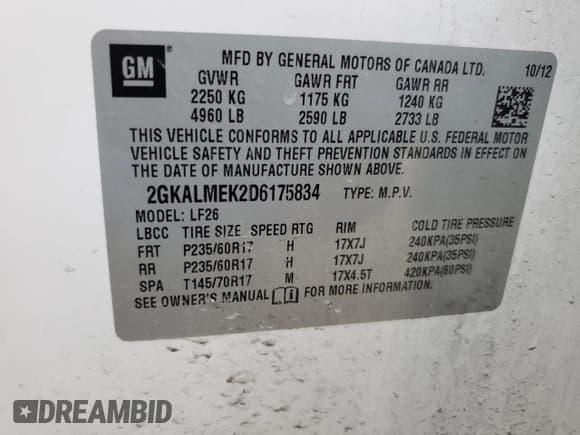 GM
®
MFD BY GENERAL MOTORS OF CANADA LTD. 10/12
GVWR GAWR FRT GAWR RR
2250 KG 1175 KG 1240 KG
4960 LB 2590 LB 2733 LB
THIS VEHICLE CONFORMS TO ALL APPLICABLE U.S. FEDERAL MOTOR
VEHICLE SAFETY AND THEFT PREVENTION STANDARDS IN EFFECT ON THE
DATE OF MANUFACTURE SHOWN ABOVE.
2GKALMEK2D6175834 TYPE: M.P.V.
MODEL: LF26
LBCC TIRE SIZE SPEED RTG RIM COLD TIRE PRESSURE
FRT P235/60R17 H 17X7J 240KPA(35PSI)
RR P235/60R17 H 17X7J 240KPA(35PSI)
SPA T145/70R17 M 17X4.5T 420KPA(60PSI)
SEE OWNER'S MANUAL FOR MORE INFORMATION.
DREAMBID